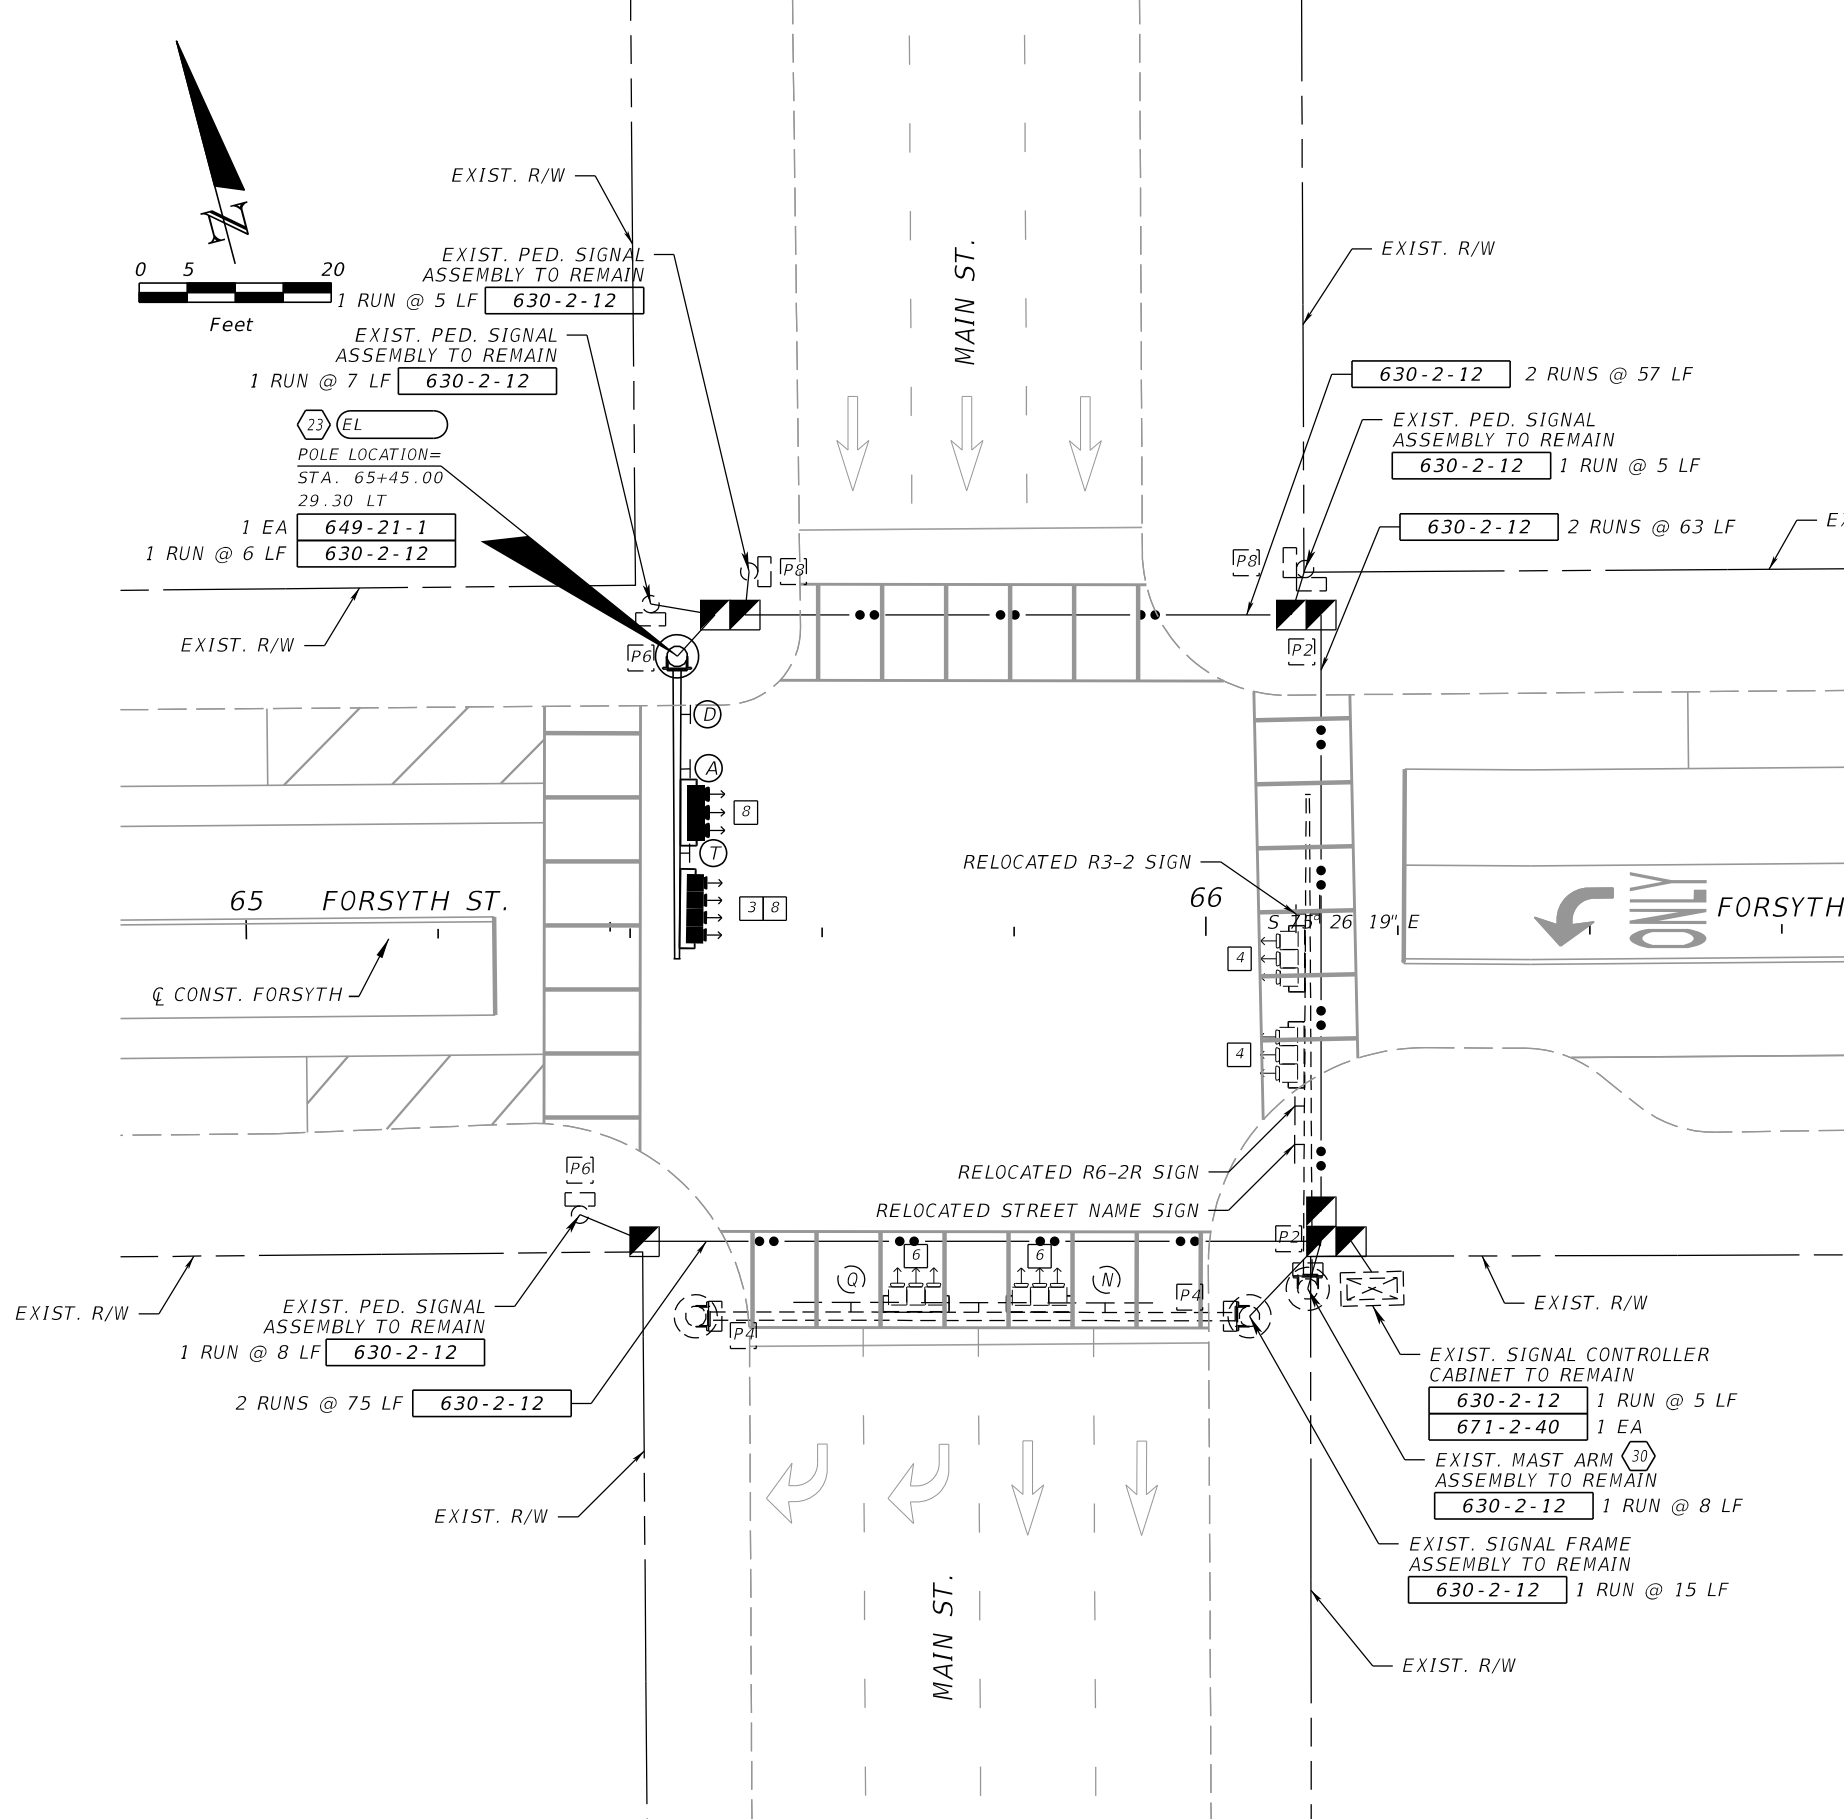 N
0 5 20
Feet
EXIST. R/W
EXIST. PED. SIGNAL
ASSEMBLY TO REMAIN
1 RUN @ 5 LF 630-2-12
EXIST. PED. SIGNAL
ASSEMBLY TO REMAIN
1 RUN @ 7 LF 630-2-12
23 EL
POLE LOCATION=
STA. 65+45.00
29.30 LT
1 EA 649-21-1
1 RUN @ 6 LF 630-2-12
EXIST. R/W
MAIN ST.
EXIST. R/W
630-2-12 2 RUNS @ 57 LF
EXIST. PED. SIGNAL
ASSEMBLY TO REMAIN
630-2-12 1 RUN @ 5 LF
630-2-12 2 RUNS @ 63 LF
P8
P8
P6
P2
D
A
8
T
3 8
65 FORSYTH ST.
℄ CONST. FORSYTH
RELOCATED R3-2 SIGN
66
S 75° 26' 19" E
ONLY
FORSYTH
4
4
RELOCATED R6-2R SIGN
RELOCATED STREET NAME SIGN
P6
P2
6
6
Q
N
P4
P4
EXIST. R/W
EXIST. PED. SIGNAL
ASSEMBLY TO REMAIN
1 RUN @ 8 LF 630-2-12
2 RUNS @ 75 LF 630-2-12
EXIST. R/W
EXIST. R/W
EXIST. SIGNAL CONTROLLER
CABINET TO REMAIN
630-2-12 1 RUN @ 5 LF
671-2-40 1 EA
EXIST. MAST ARM 30
ASSEMBLY TO REMAIN
630-2-12 1 RUN @ 8 LF
EXIST. SIGNAL FRAME
ASSEMBLY TO REMAIN
630-2-12 1 RUN @ 15 LF
MAIN ST.
EXIST. R/W